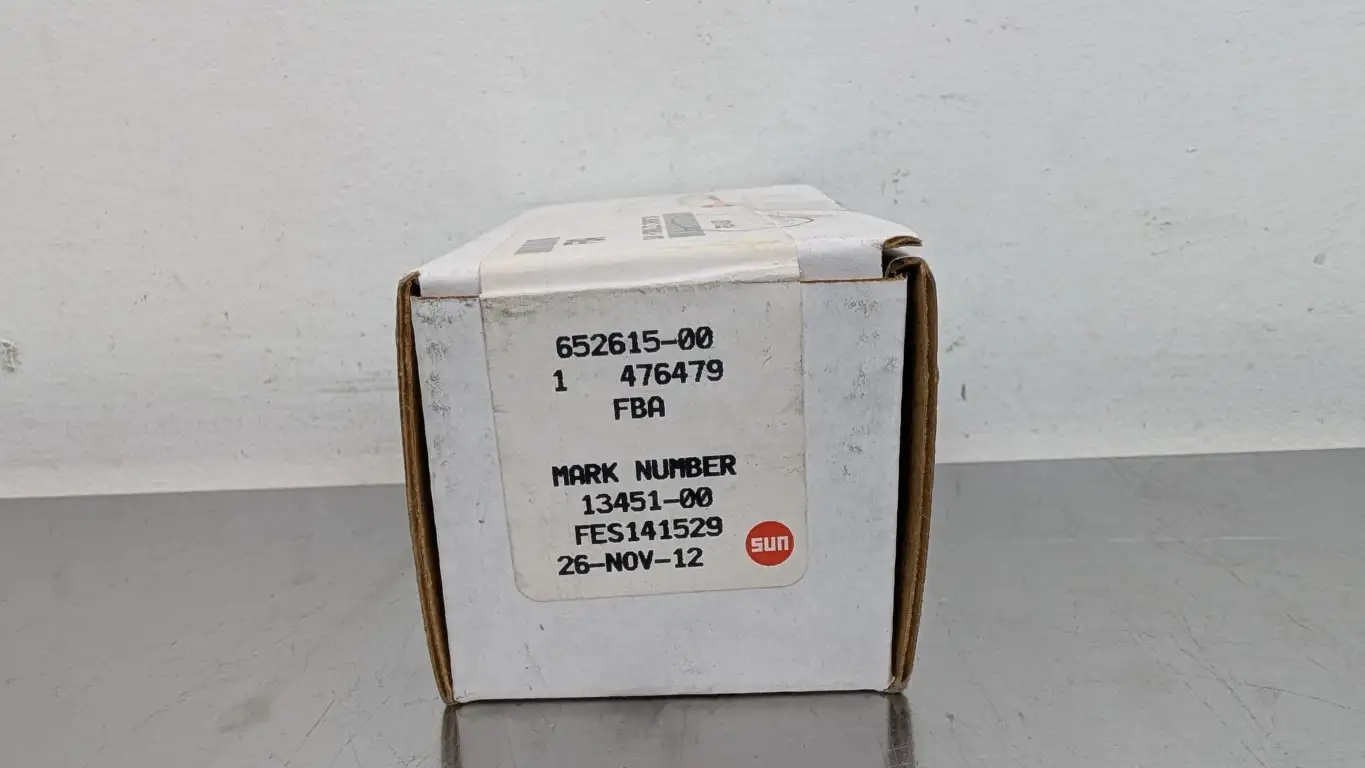 652615-00
1 476479
FBA
MARK NUMBER
13451-00
FES141529
26-NOV-12
sun